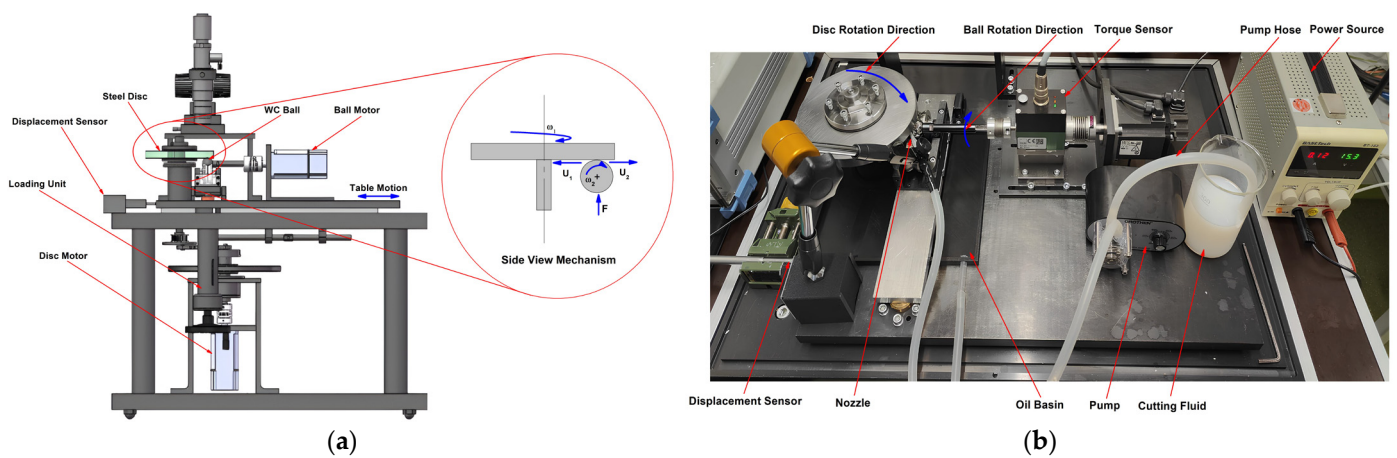 Steel Disc
WC Ball
Ball Motor
Displacement Sensor
Loading Unit
Table Motion
Disc Motor
ω₁
U₁
ω₂
U₂
F
Side View Mechanism
(a)
Disc Rotation Direction
Ball Rotation Direction
Torque Sensor
Pump Hose
Power Source
15.3
Displacement Sensor
Nozzle
Oil Basin
Pump
Cutting Fluid
(b)